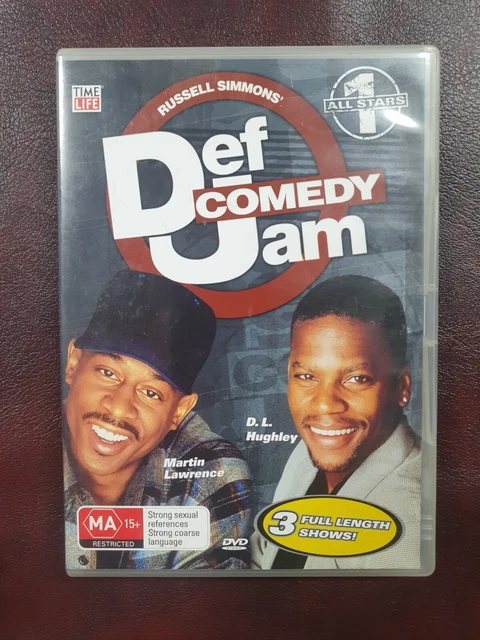 TIME
LIFE
RUSSELL SIMMONS'
1
ALL STARS
Def
COMEDY
Jam
D. L.
Hughley
Martin
Lawrence
MA 15+
RESTRICTED
Strong sexual
references
Strong coarse
language
DVD
VIDEO
3 FULL LENGTH
SHOWS!